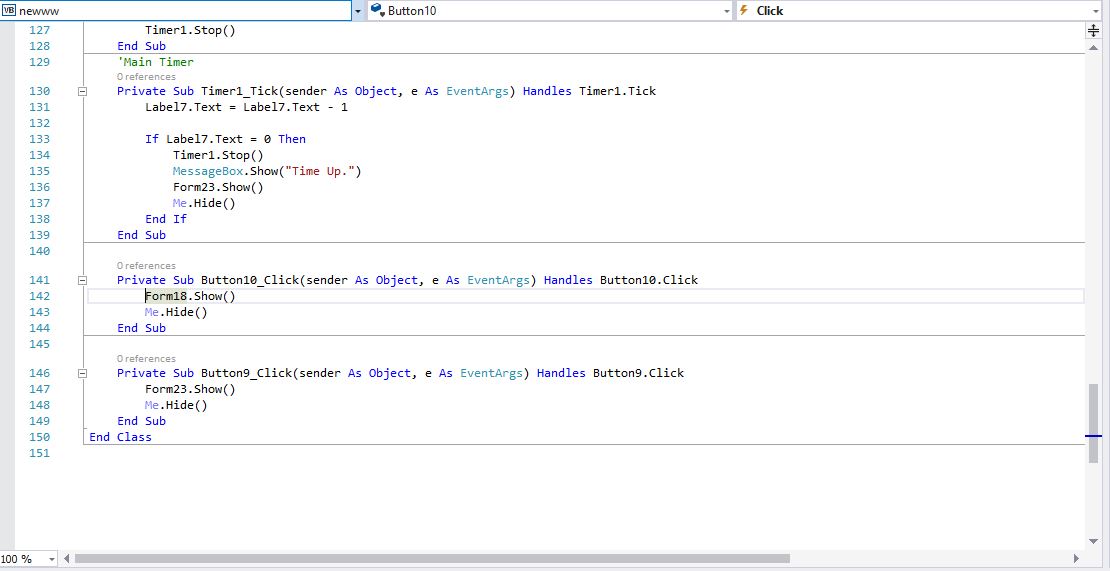 VB newww Button10 Click
127 Timer1.Stop()
128 End Sub
129 'Main Timer
0 references
130 Private Sub Timer1_Tick(sender As Object, e As EventArgs) Handles Timer1.Tick
131 Label7.Text = Label7.Text - 1
132
133 If Label7.Text = 0 Then
134 Timer1.Stop()
135 MessageBox.Show("Time Up.")
136 Form23.Show()
137 Me.Hide()
138 End If
139 End Sub
140
0 references
141 Private Sub Button10_Click(sender As Object, e As EventArgs) Handles Button10.Click
142 Form18.Show()
143 Me.Hide()
144 End Sub
145
0 references
146 Private Sub Button9_Click(sender As Object, e As EventArgs) Handles Button9.Click
147 Form23.Show()
148 Me.Hide()
149 End Sub
150 End Class
151
100 %